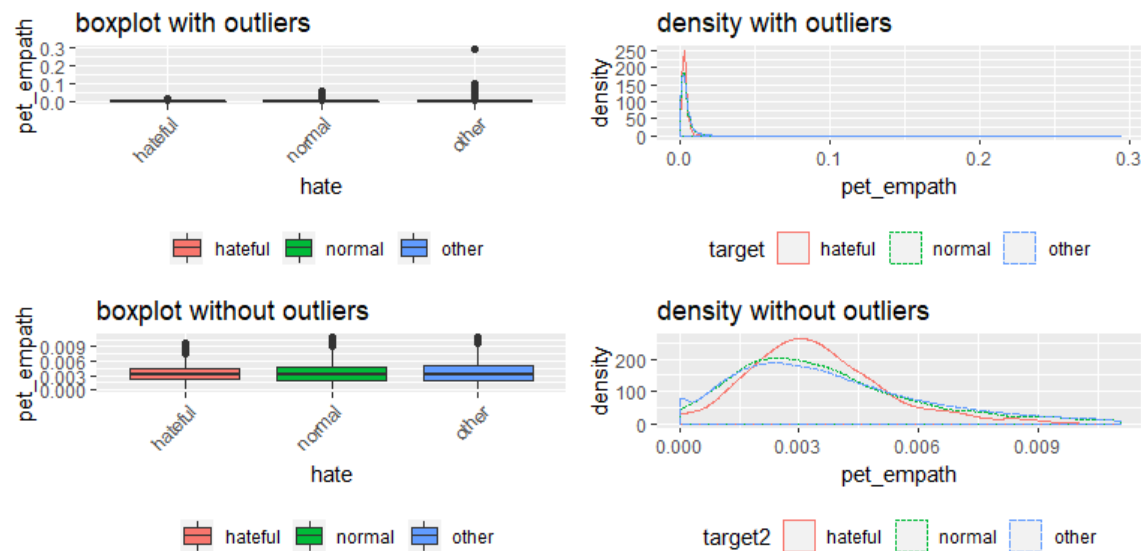 boxplot with outliers
pet_empath
0.3
0.2
0.1
0.0
hateful
normal
other
hate
hateful normal other
density with outliers
density
250
200
150
100
50
0
0.0 0.1 0.2 0.3
pet_empath
target hateful normal other
boxplot without outliers
pet_empath
0.009
0.006
0.003
0.000
hateful
normal
other
hate
hateful normal other
density without outliers
density
200
100
0
0.000 0.003 0.006 0.009
pet_empath
target2 hateful normal other